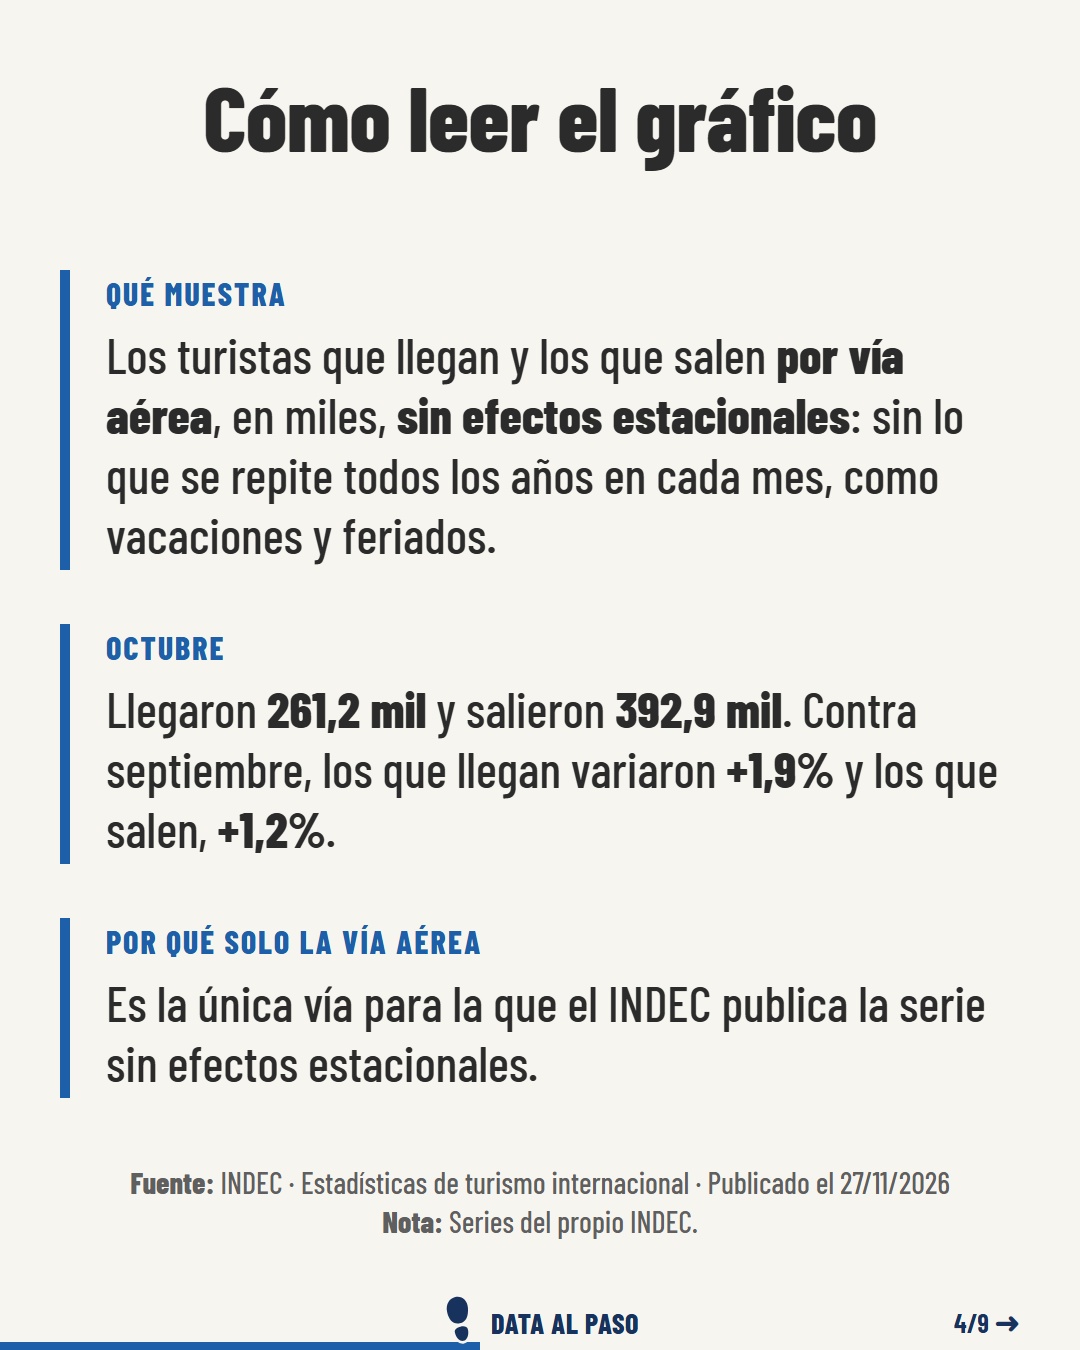 Cómo leer el gráfico
QUÉ MUESTRA
Los turistas que llegan y los que salen por vía
aérea, en miles, sin efectos estacionales: sin lo
que se repite todos los años en cada mes, como
vacaciones y feriados.
OCTUBRE
Llegaron 261,2 mil y salieron 392,9 mil. Contra
septiembre, los que llegan variaron +1,9% y los que
salen, +1,2%.
POR QUÉ SOLO LA VÍA AÉREA
Es la única vía para la que el INDEC publica la serie
sin efectos estacionales.
Fuente: INDEC · Estadísticas de turismo internacional · Publicado el 27/11/2026
Nota: Series del propio INDEC.
DATA AL PASO
4/9 →